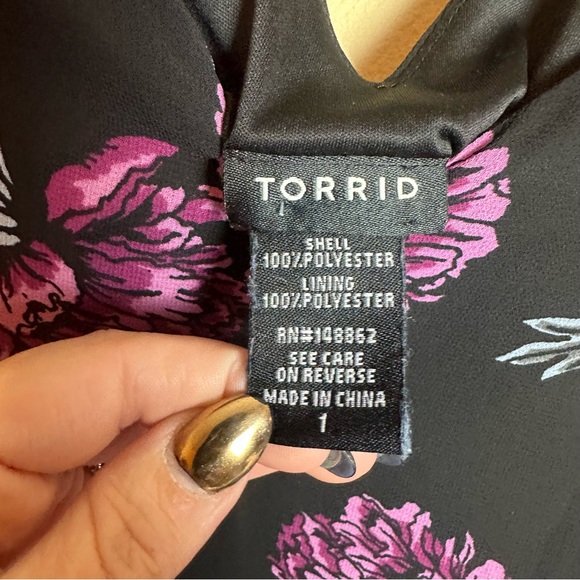 TORRID
SHELL
100%POLYESTER
LINING
100%POLYESTER
RN#148862
SEE CARE
ON REVERSE
MADE IN CHINA
1